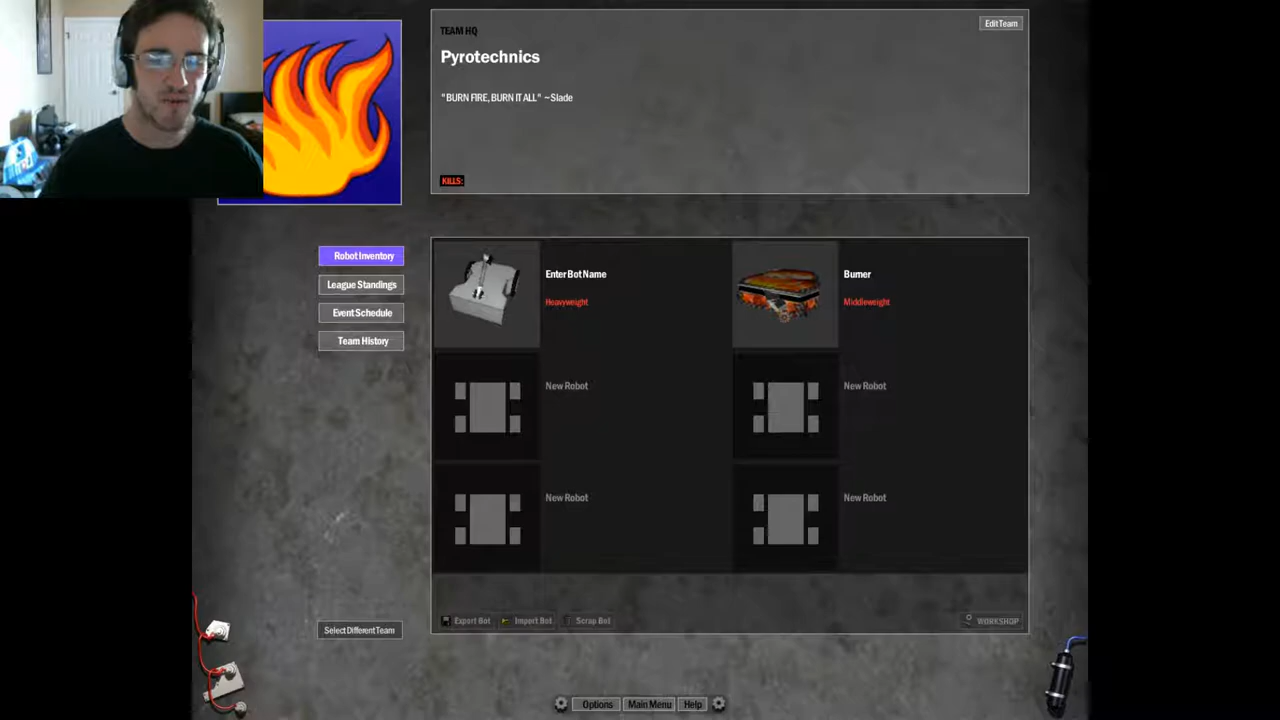 TEAM HQ
Edit Team
Pyrotechnics
"BURN FIRE, BURN IT ALL" ~Slade
KILLS:
Robot Inventory
League Standings
Event Schedule
Team History
Select Different Team
Enter Bot Name
Heavyweight
Burner
Middleweight
New Robot
New Robot
New Robot
New Robot
Export Bot
Import Bot
Scrap Bot
WORKSHOP
Options
Main Menu
Help